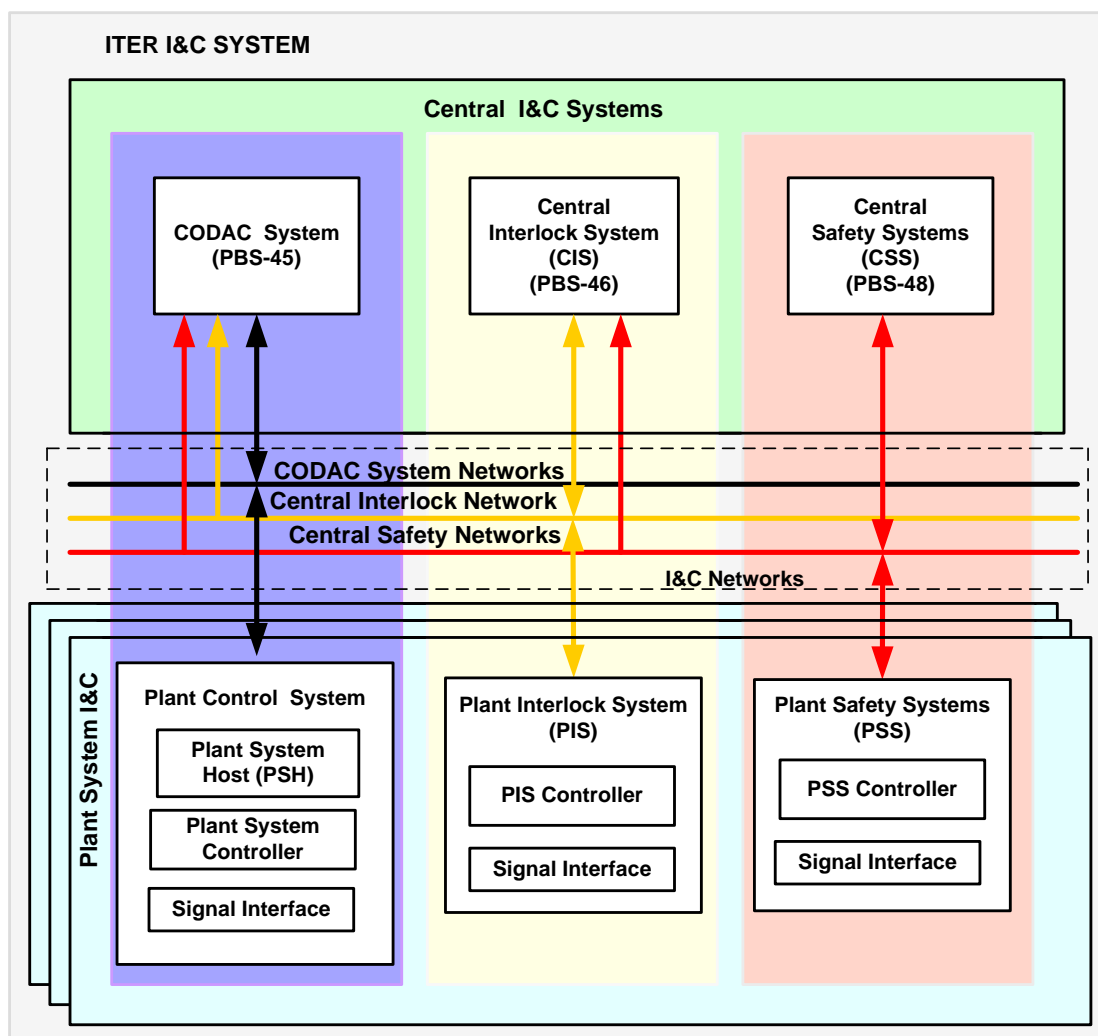 ITER I&C SYSTEM
Central I&C Systems
CODAC System
(PBS-45)
Central
Interlock System
(CIS)
(PBS-46)
Central
Safety Systems
(CSS)
(PBS-48)
CODAC System Networks
Central Interlock Network
Central Safety Networks
I&C Networks
Plant System I&C
Plant Control System
Plant System
Host (PSH)
Plant System
Controller
Signal Interface
Plant Interlock System
(PIS)
PIS Controller
Signal Interface
Plant Safety Systems
(PSS)
PSS Controller
Signal Interface